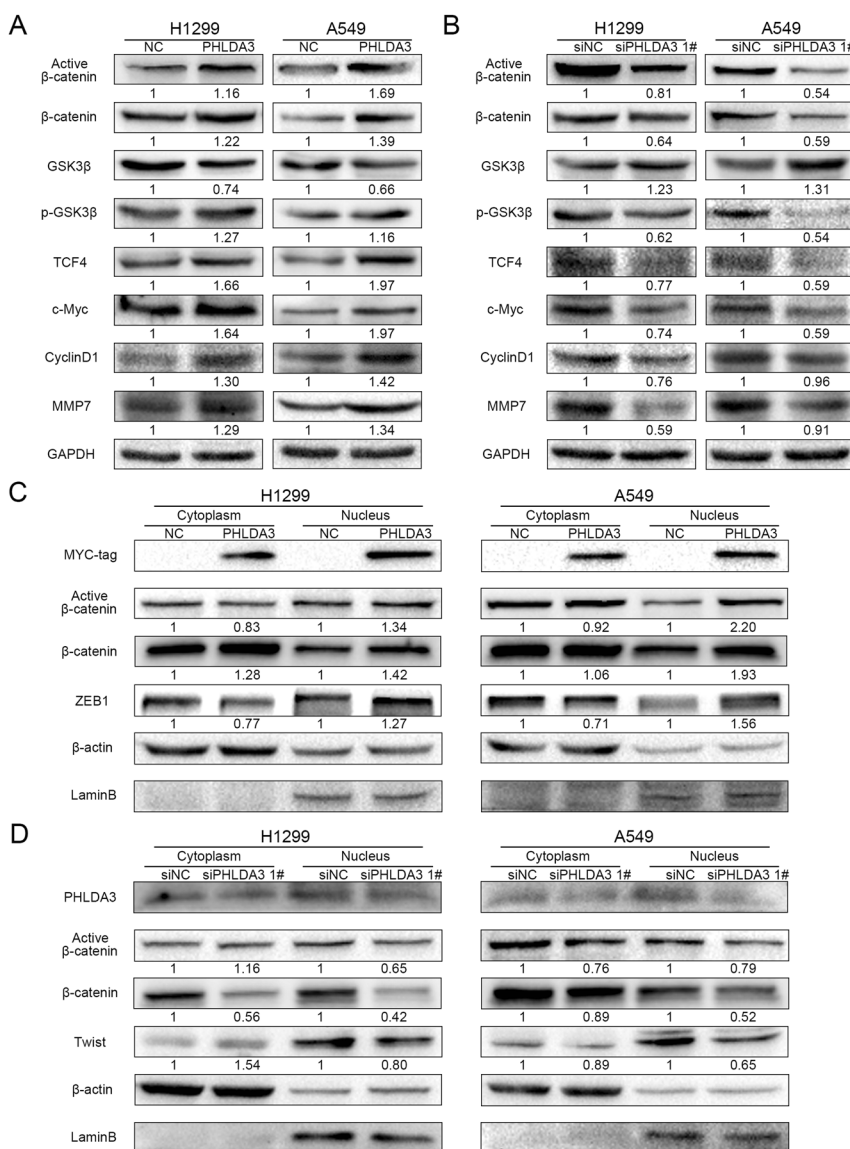 A
H1299 A549
NC PHLDA3 NC PHLDA3
Active
β-catenin
1 1.16 1 1.69
β-catenin
1 1.22 1 1.39
GSK3β
1 0.74 1 0.66
p-GSK3β
1 1.27 1 1.16
TCF4
1 1.66 1 1.97
c-Myc
1 1.64 1 1.97
CyclinD1
1 1.30 1 1.42
MMP7
1 1.29 1 1.34
GAPDH
B
H1299 A549
siNC siPHLDA3 1# siNC siPHLDA3 1#
Active
β-catenin
1 0.81 1 0.54
β-catenin
1 0.64 1 0.59
GSK3β
1 1.23 1 1.31
p-GSK3β
1 0.62 1 0.54
TCF4
1 0.77 1 0.59
c-Myc
1 0.74 1 0.59
CyclinD1
1 0.76 1 0.96
MMP7
1 0.59 1 0.91
GAPDH
C
H1299 A549
Cytoplasm Nucleus Cytoplasm Nucleus
NC PHLDA3 NC PHLDA3 NC PHLDA3 NC PHLDA3
MYC-tag
Active
β-catenin
1 0.83 1 1.34 1 0.92 1 2.20
β-catenin
1 1.28 1 1.42 1 1.06 1 1.93
ZEB1
1 0.77 1 1.27 1 0.71 1 1.56
β-actin
LaminB
D
H1299 A549
Cytoplasm Nucleus Cytoplasm Nucleus
siNC siPHLDA3 1# siNC siPHLDA3 1# siNC siPHLDA3 1# siNC siPHLDA3 1#
PHLDA3
Active
β-catenin
1 1.16 1 0.65 1 0.76 1 0.79
β-catenin
1 0.56 1 0.42 1 0.89 1 0.52
Twist
1 1.54 1 0.80 1 0.89 1 0.65
β-actin
LaminB